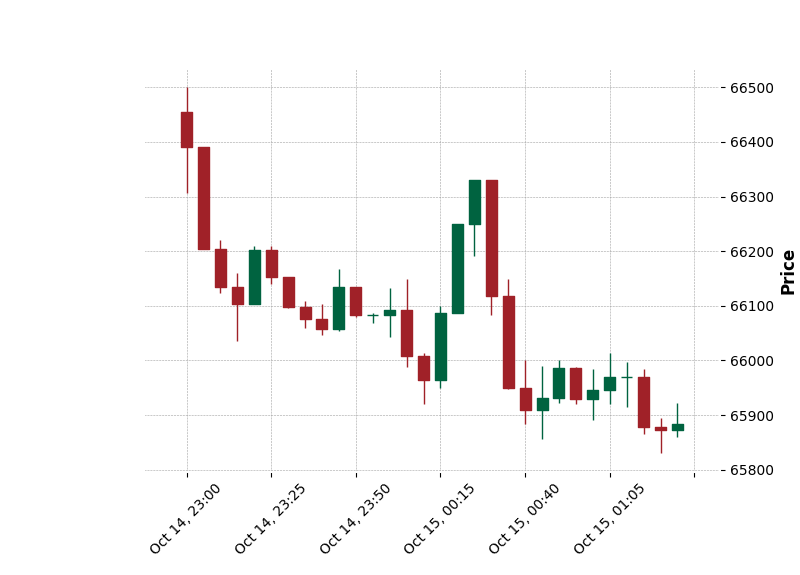 66500
66400
66300
66200
66100
66000
65900
65800
Price
Oct 14, 23:00
Oct 14, 23:25
Oct 14, 23:50
Oct 15, 00:15
Oct 15, 00:40
Oct 15, 01:05